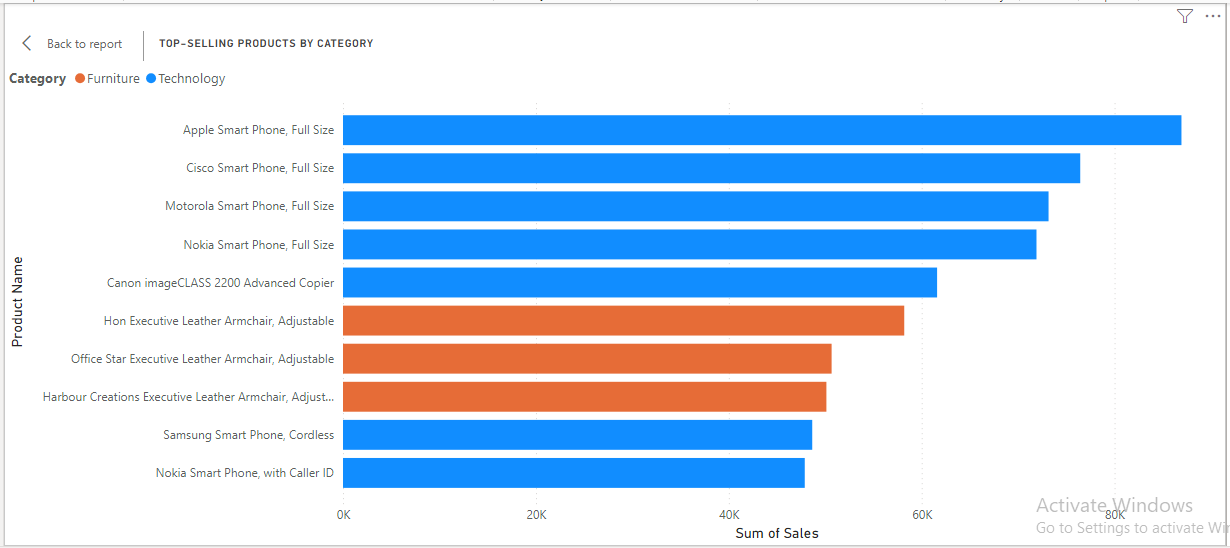 Back to report
TOP-SELLING PRODUCTS BY CATEGORY
Category Furniture Technology
Product Name
Apple Smart Phone, Full Size
Cisco Smart Phone, Full Size
Motorola Smart Phone, Full Size
Nokia Smart Phone, Full Size
Canon imageCLASS 2200 Advanced Copier
Hon Executive Leather Armchair, Adjustable
Office Star Executive Leather Armchair, Adjustable
Harbour Creations Executive Leather Armchair, Adjust...
Samsung Smart Phone, Cordless
Nokia Smart Phone, with Caller ID
0K 20K 40K 60K 80K
Sum of Sales
Activate Windows
Go to Settings to activate Wi